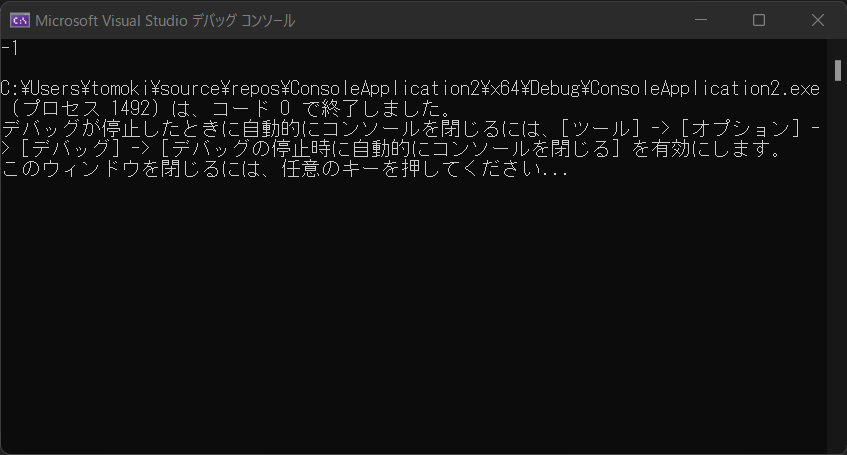 Microsoft Visual Studio デバッグ コンソール
-1
C:¥Users¥tomoki¥source¥repos¥ConsoleApplication2¥x64¥Debug¥ConsoleApplication2.exe
(プロセス 1492) は、コード 0 で終了しました。
デバッグが停止したときに自動的にコンソールを閉じるには、[ツール] -> [オプション] -
> [デバッグ] -> [デバッグの停止時に自動的にコンソールを閉じる] を有効にします。
このウィンドウを閉じるには、任意のキーを押してください...